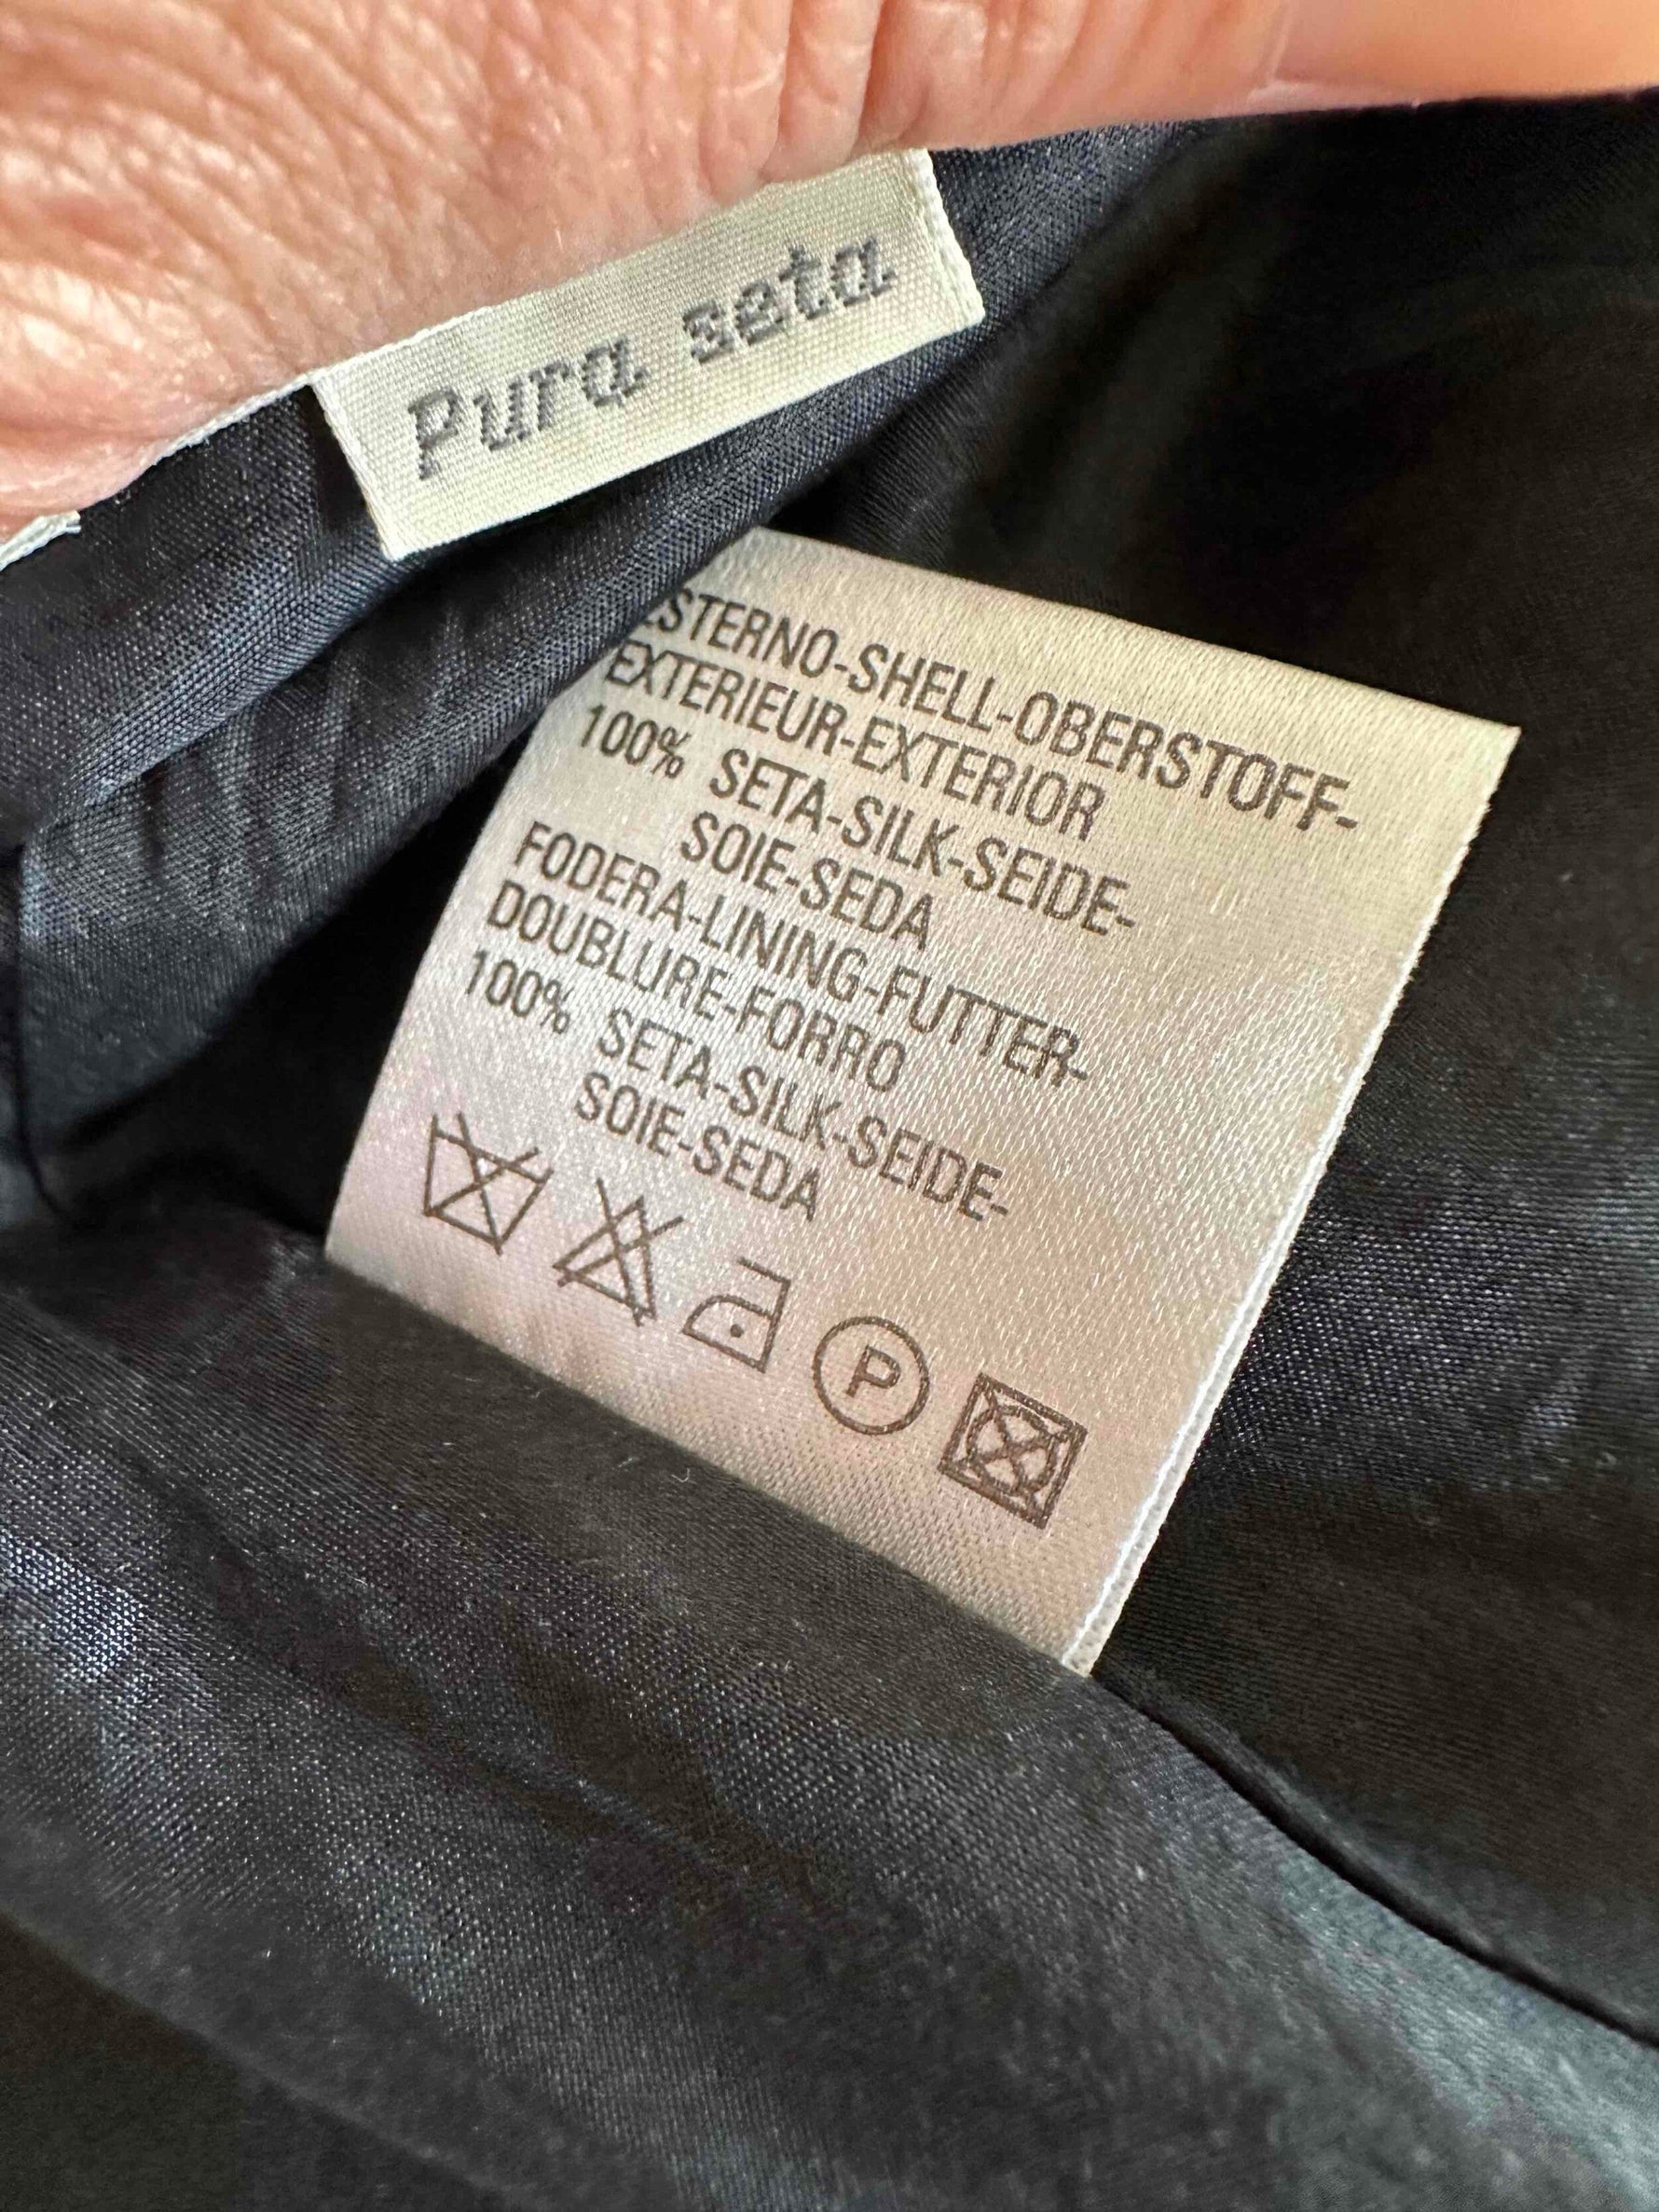 Pura seta
ESTERNO-SHELL-OBERSTOFF-
EXTERIEUR-EXTERIOR
100% SETA-SILK-SEIDE-
SOIE-SEDA
FODERA-LINING-FUTTER-
DOUBLURE-FORRO
100% SETA-SILK-SEIDE-
SOIE-SEDA
P